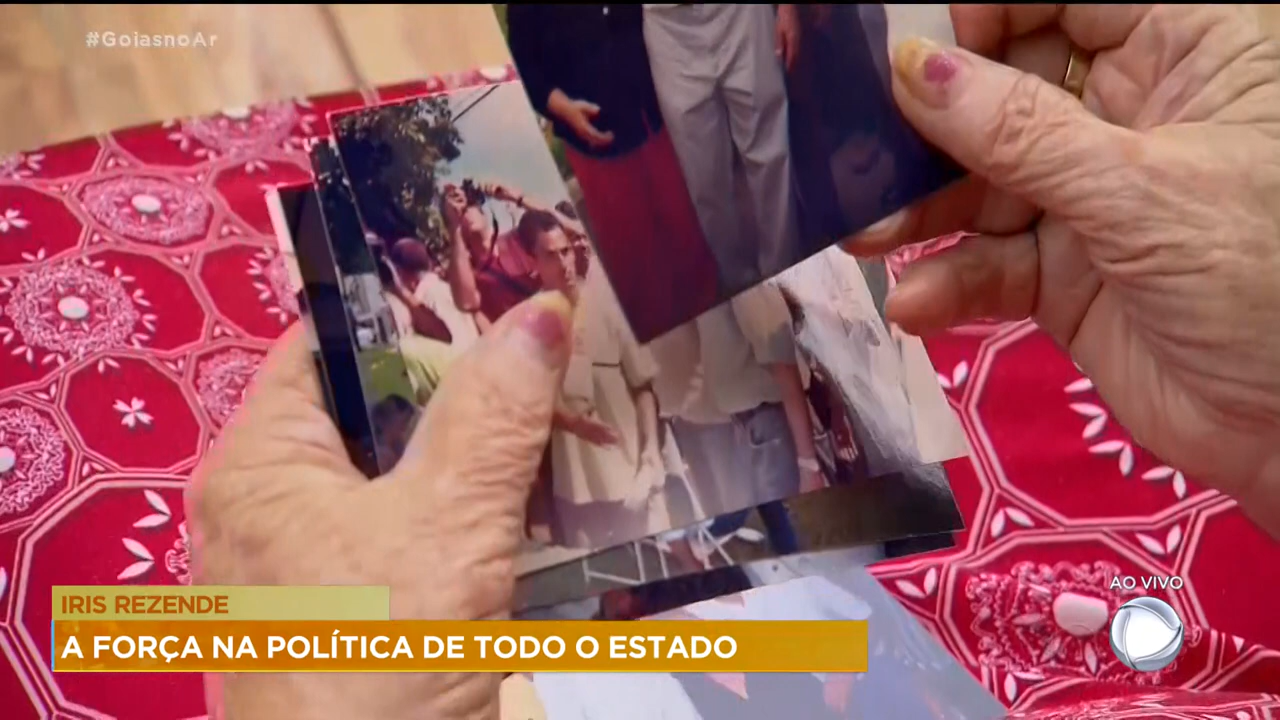 #GoiasnoAr
IRIS REZENDE
A FORÇA NA POLÍTICA DE TODO O ESTADO
AO VIVO